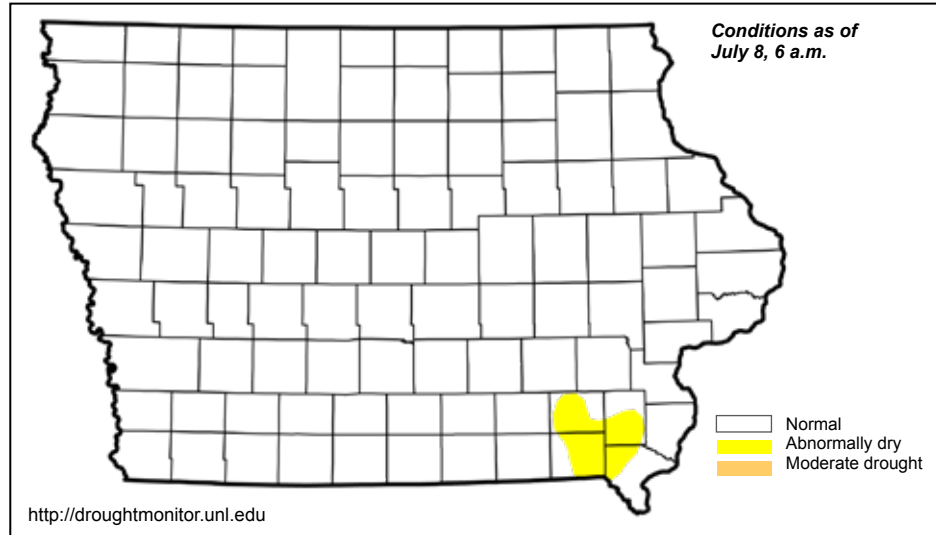 Conditions as of
July 8, 6 a.m.
Normal
Abnormally dry
Moderate drought
http://droughtmonitor.unl.edu